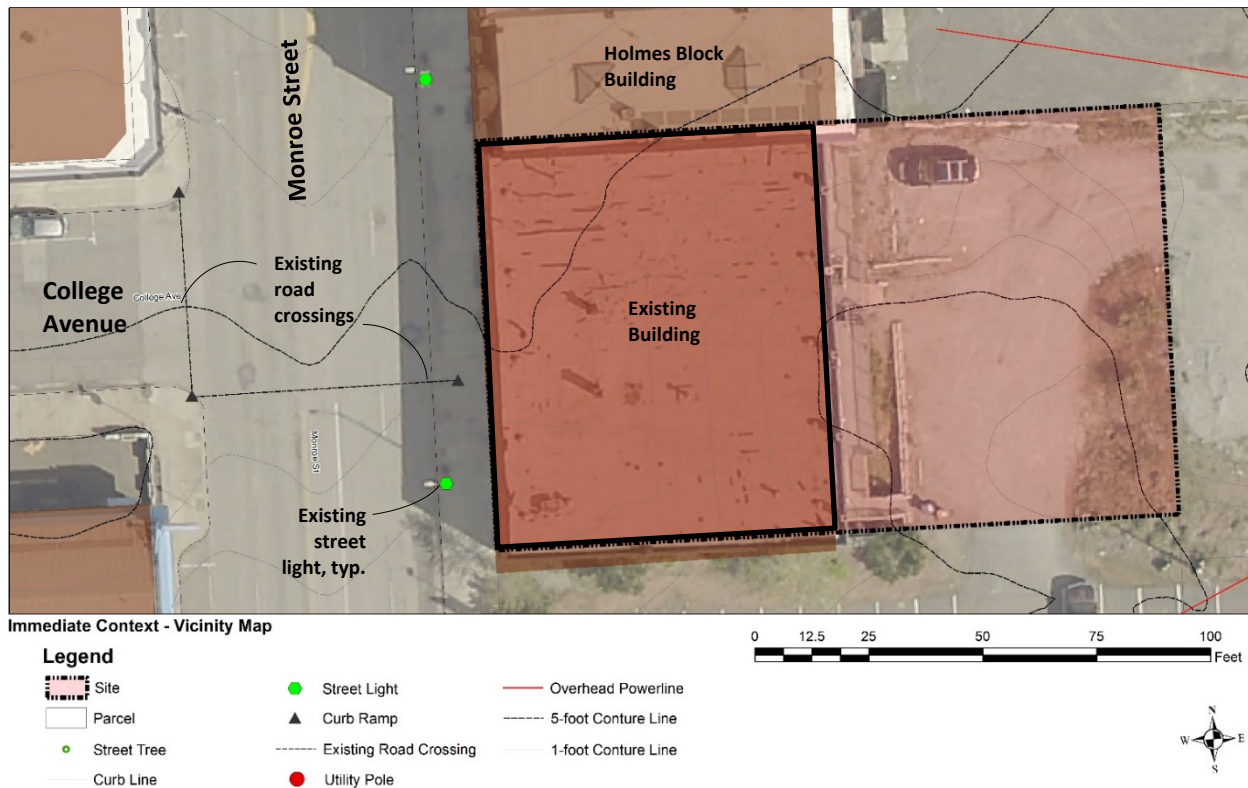 Monroe Street
Holmes Block
Building
College
Avenue
College Ave
Existing
road
crossings
Existing
Building
Monroe St
Existing
street
light, typ.
Immediate Context - Vicinity Map
Legend
Site
Parcel
Street Tree
Curb Line
Street Light
Curb Ramp
Existing Road Crossing
Utility Pole
Overhead Powerline
5-foot Conture Line
1-foot Conture Line
0 12.5 25 50 75 100
Feet
N
W E
S